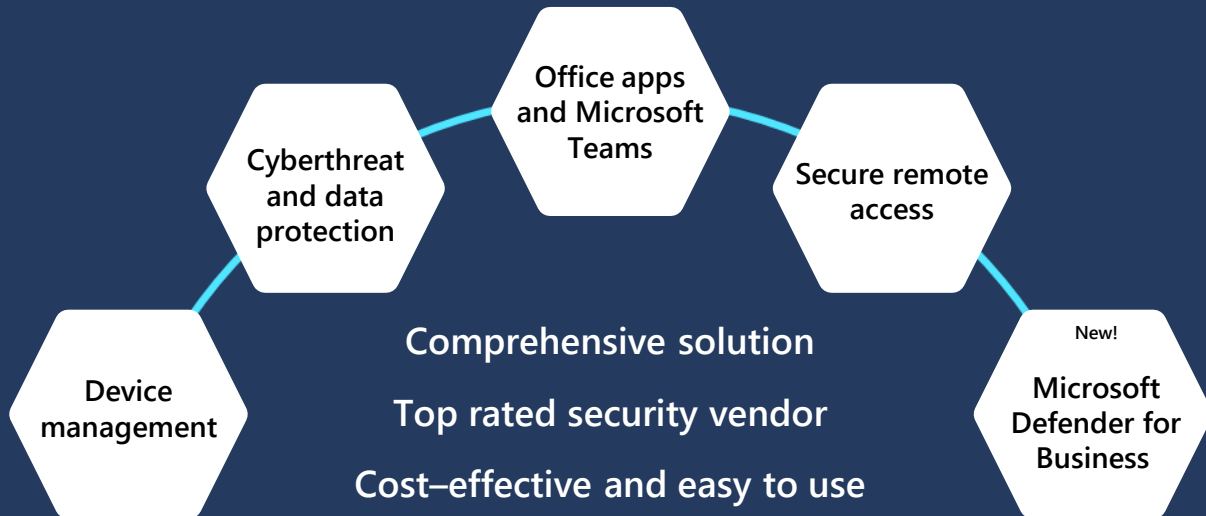 Office apps
and Microsoft
Teams
Cyberthreat
and data
protection
Secure remote
access
Device
management
New!
Microsoft
Defender for
Business
Comprehensive solution
Top rated security vendor
Cost–effective and easy to use